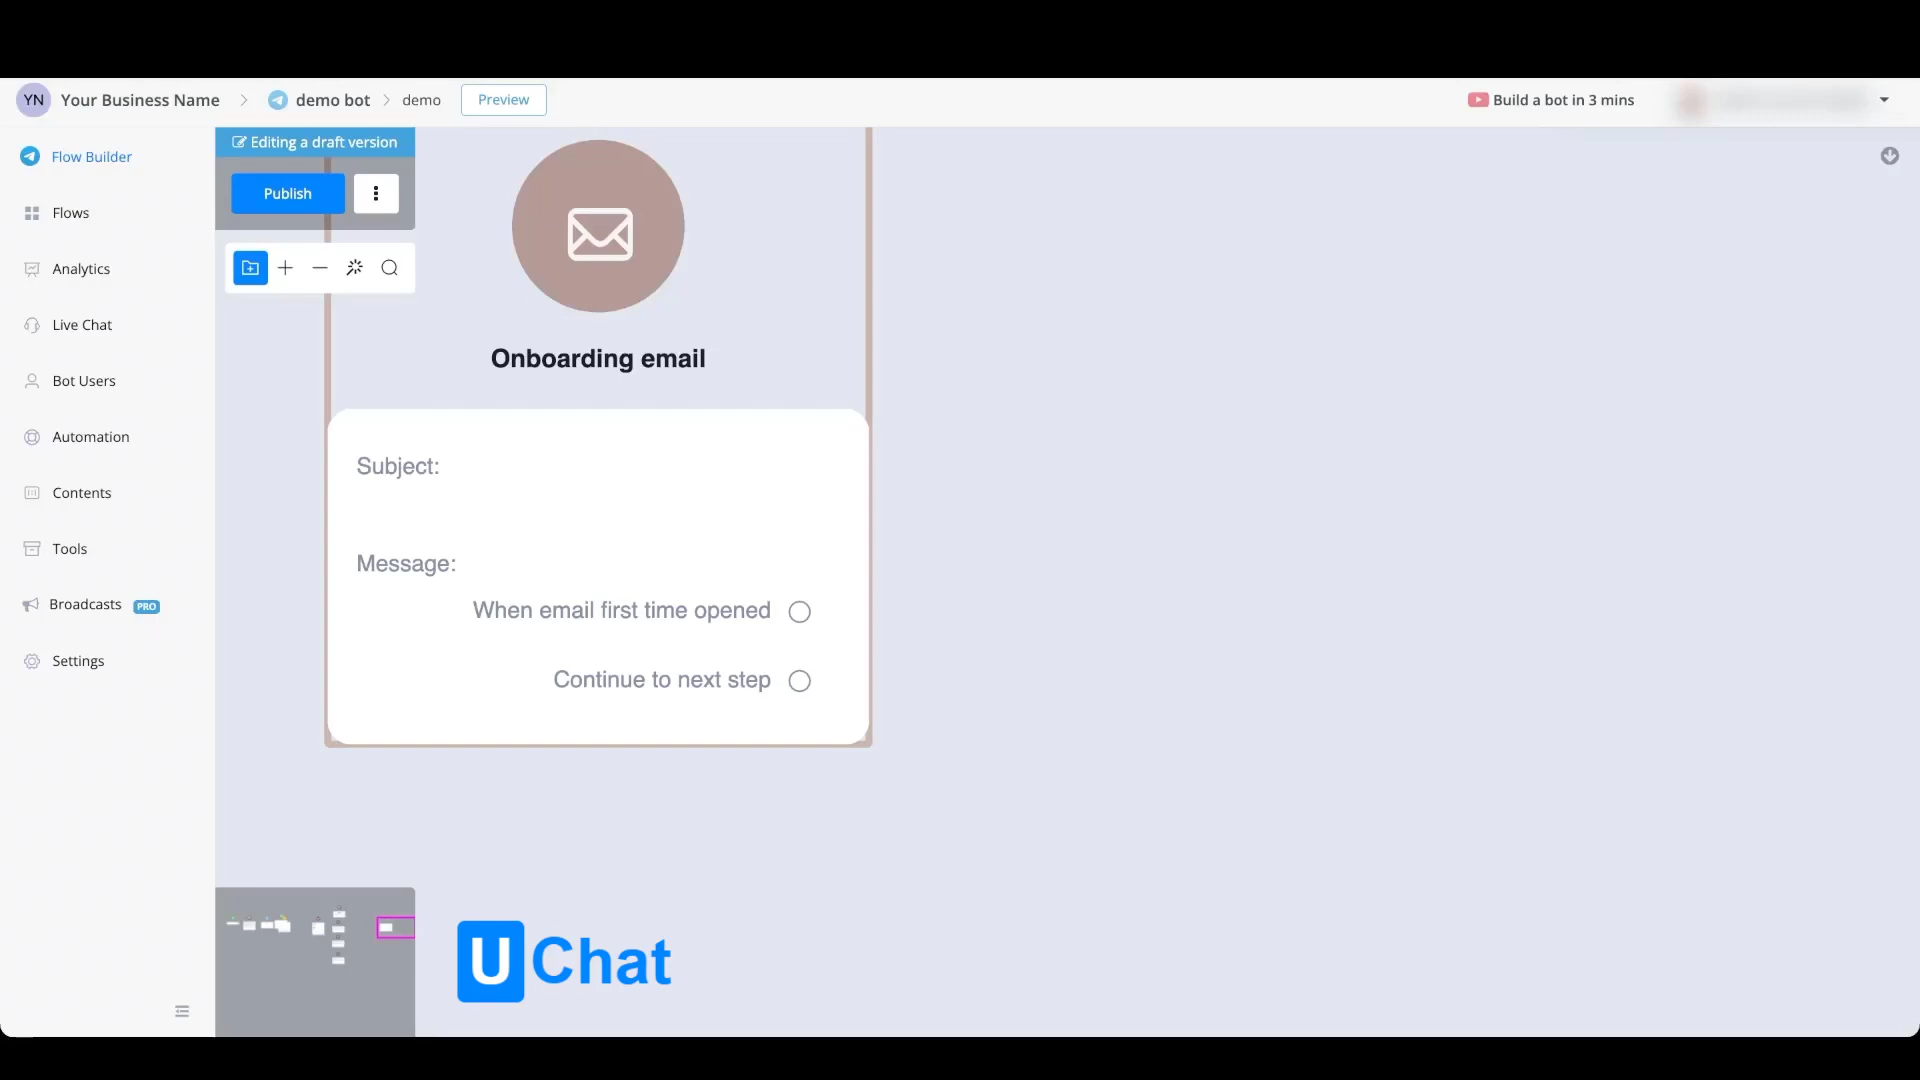 YN Your Business Name demo bot demo Preview Build a bot in 3 mins
Flow Builder
Flows
Analytics
Live Chat
Bot Users
Automation
Contents
Tools
Broadcasts PRO
Settings
Editing a draft version
Publish
Onboarding email
Subject:
Message:
When email first time opened
Continue to next step
U Chat